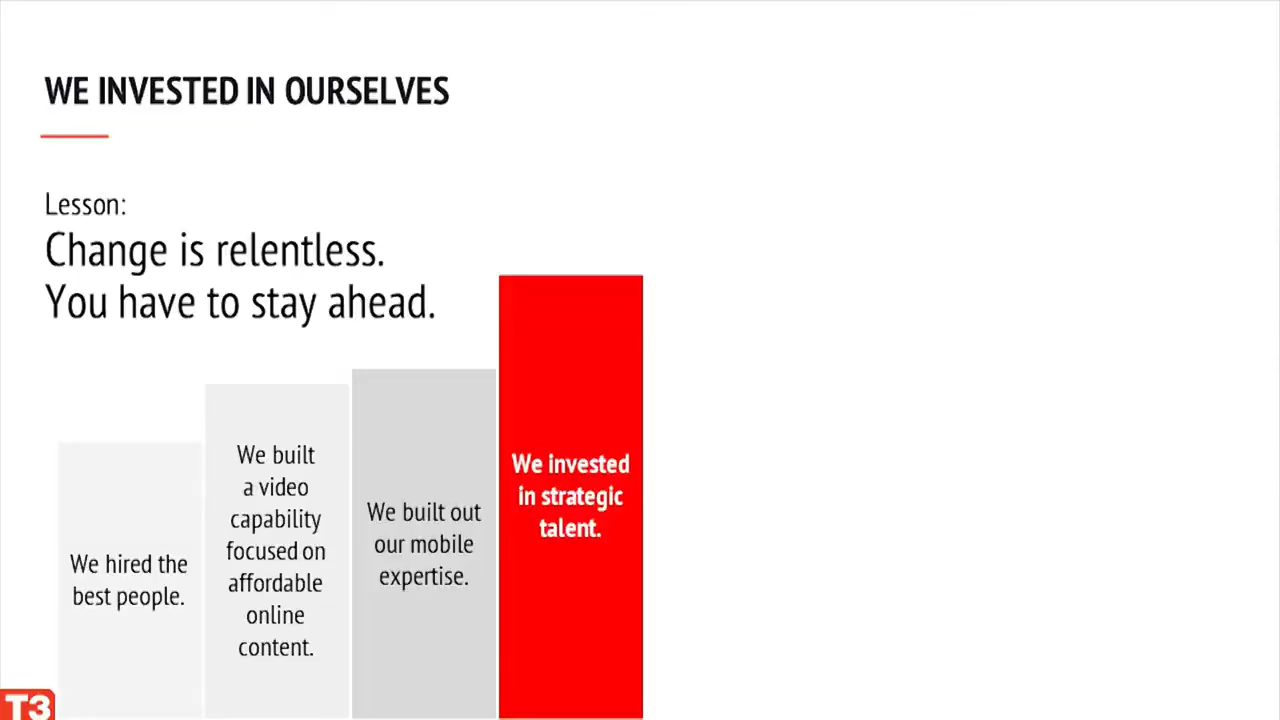 WE INVESTED IN OURSELVES
Lesson:
Change is relentless.
You have to stay ahead.
We hired the
best people.
We built
a video
capability
focused on
affordable
online
content.
We built out
our mobile
expertise.
We invested
in strategic
talent.
T3